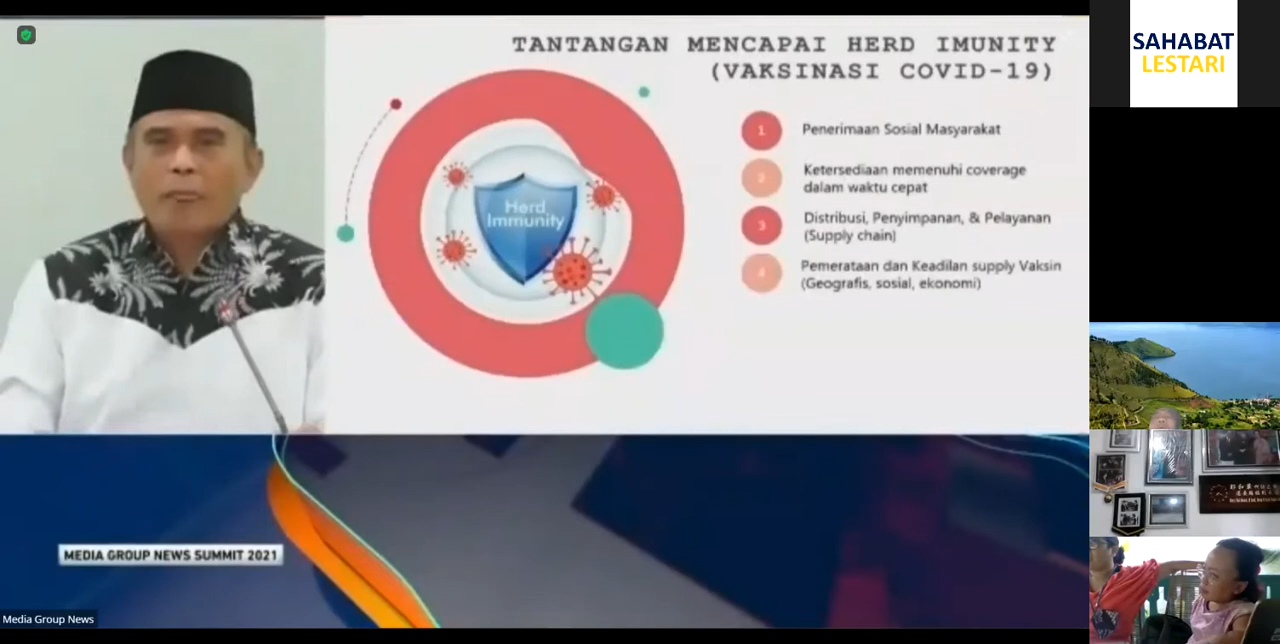 TANTANGAN MENCAPAI HERD IMUNITY
(VAKSINASI COVID-19)
Herd
Immunity
1
Penerimaan Sosial Masyarakat
2
Ketersediaan memenuhi coverage
dalam waktu cepat
3
Distribusi, Penyimpanan, & Pelayanan
(Supply chain)
4
Pemerataan dan Keadilan supply Vaksin
(Geografis, sosial, ekonomi)
MEDIA GROUP NEWS SUMMIT 2021
Media Group News
SAHABAT
LESTARI